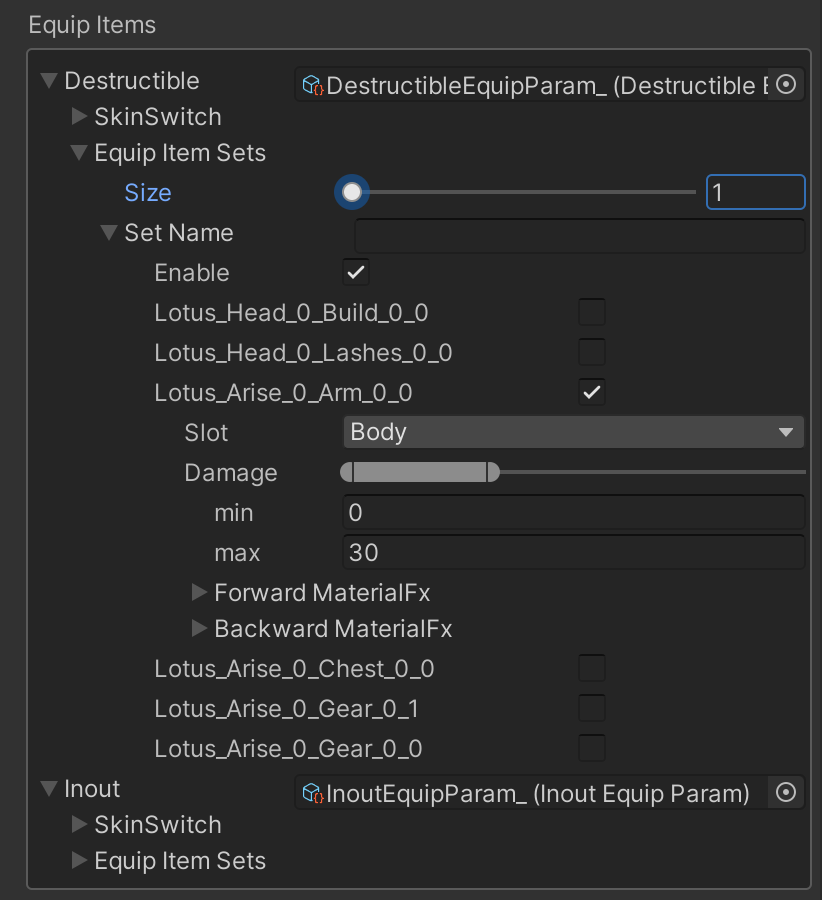 Equip Items
Destructible DestructibleEquipParam_ (Destructible E
SkinSwitch
Equip Item Sets
Size 1
Set Name
Enable
Lotus_Head_0_Build_0_0
Lotus_Head_0_Lashes_0_0
Lotus_Arise_0_Arm_0_0
Slot Body
Damage
min 0
max 30
Forward MaterialFx
Backward MaterialFx
Lotus_Arise_0_Chest_0_0
Lotus_Arise_0_Gear_0_1
Lotus_Arise_0_Gear_0_0
Inout InoutEquipParam_ (Inout Equip Param)
SkinSwitch
Equip Item Sets